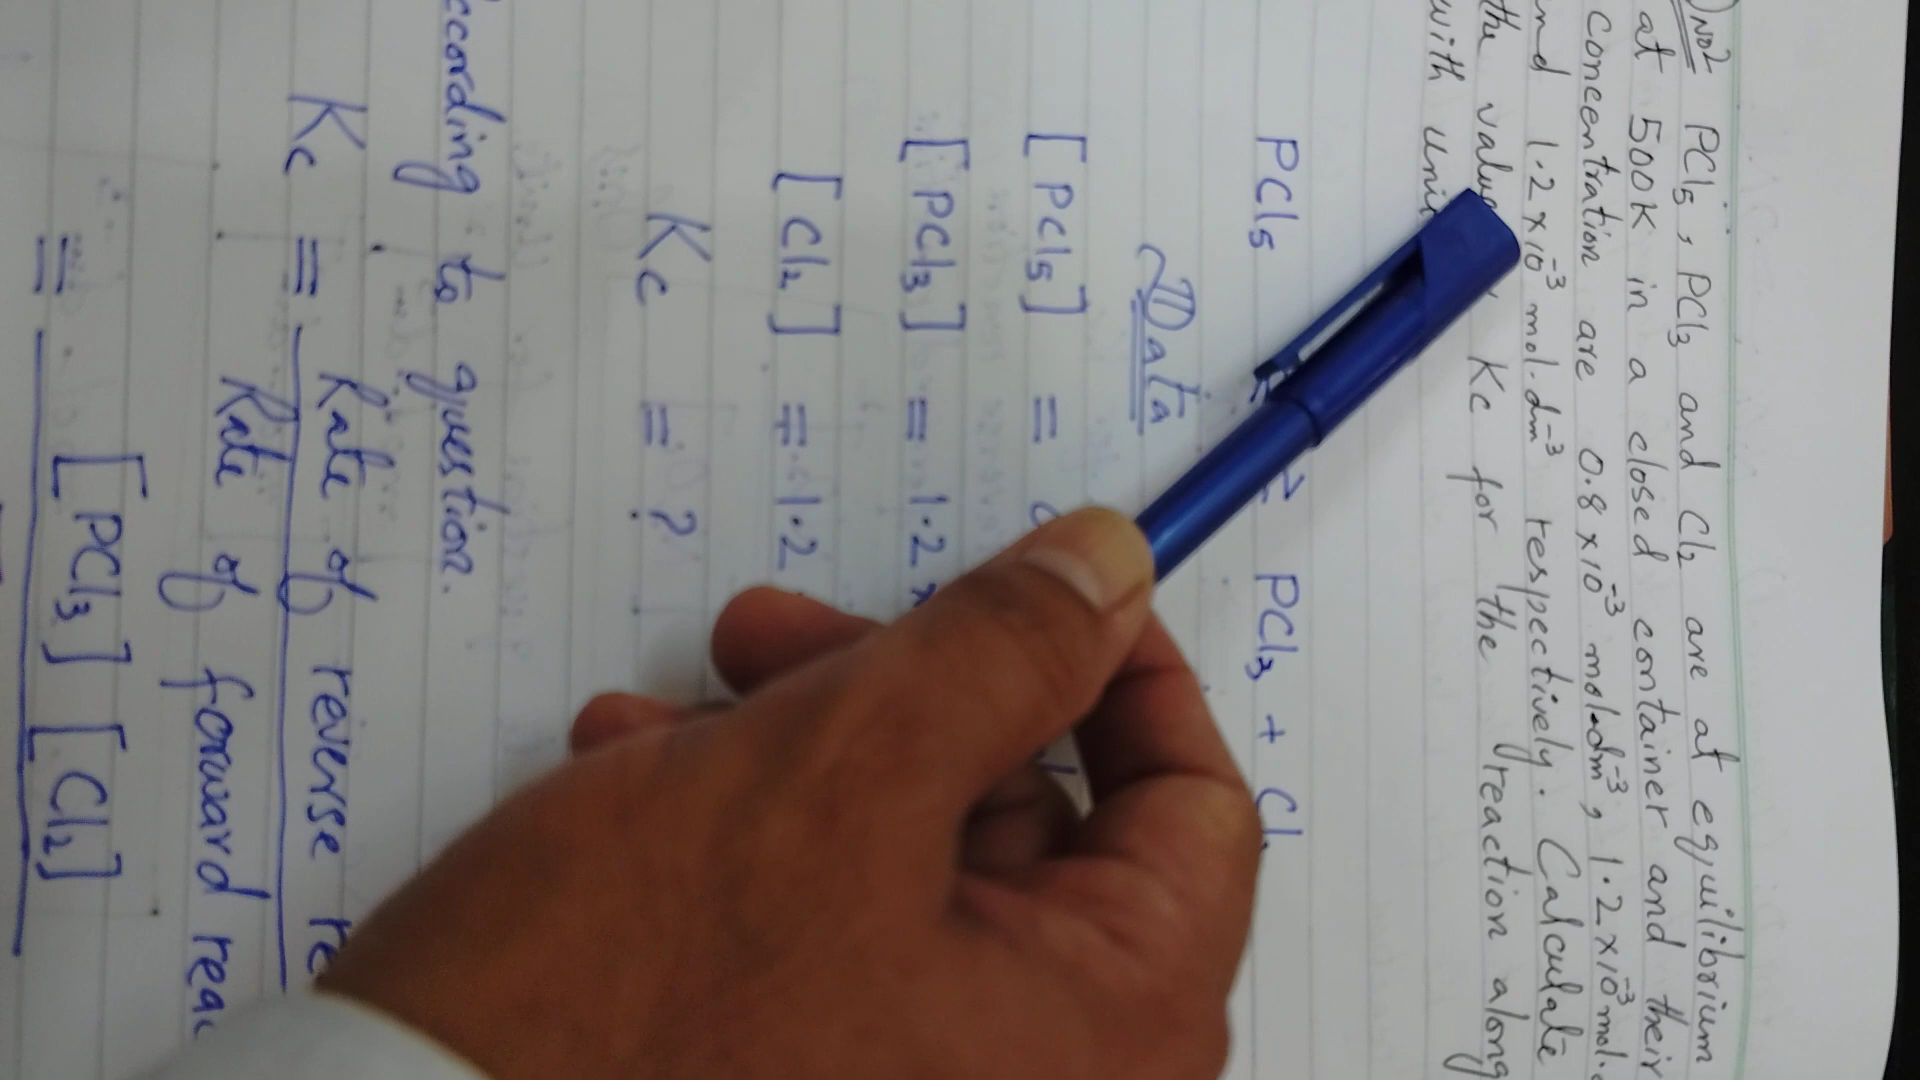 No2 PCl5, PCl3 and Cl2 are at equilibrium
at 500K in a closed container and their
concentration are 0.8×10⁻³ mol.dm⁻³, 1.2×10⁻³ mol.
and 1.2×10⁻³ mol.dm⁻³ respectively. Calculate
the value Kc for the reaction along
with
PCl5 ⇌ PCl3 + Cl
Data
[PCl5] =
[PCl3] = 1.2×
[Cl2] = 1.2
Kc = ?
According to question.
Kc = Rate of reverse
Rate of forward
= [PCl3] [Cl2]